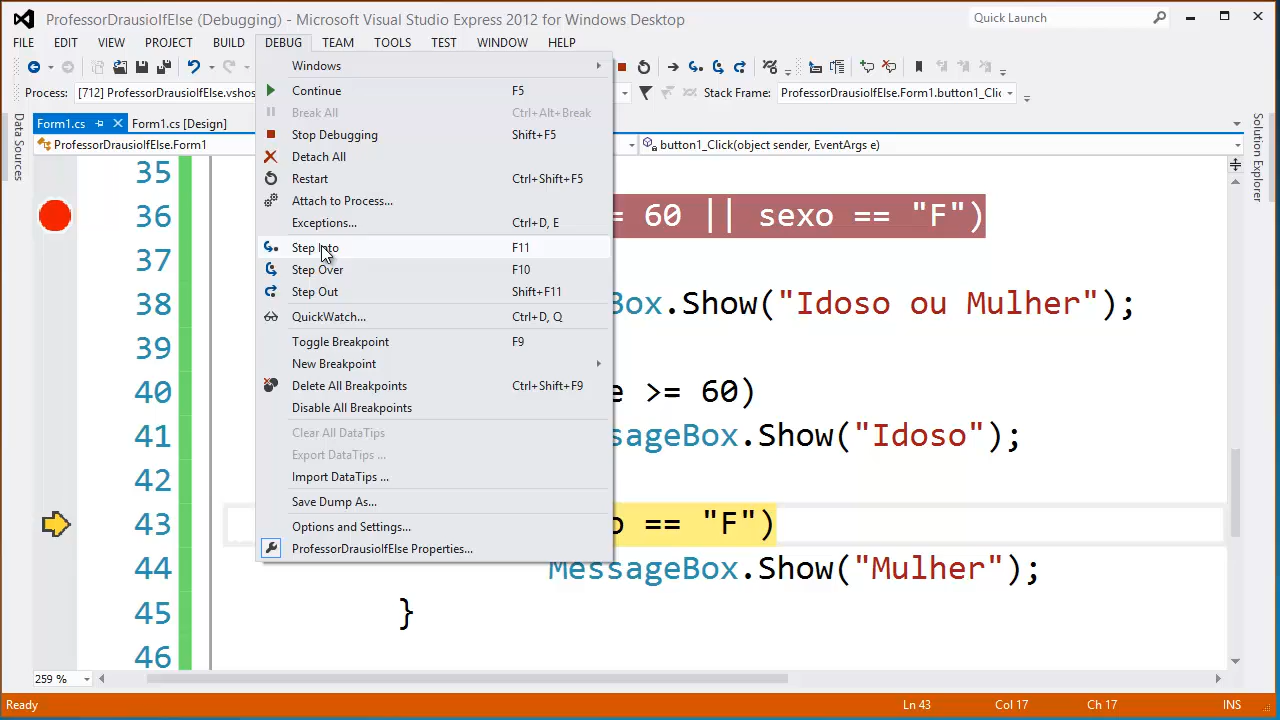 ProfessorDrausioIfElse (Debugging) - Microsoft Visual Studio Express 2012 for Windows Desktop
Quick Launch
FILE EDIT VIEW PROJECT BUILD DEBUG TEAM TOOLS TEST WINDOW HELP
Process: [712] ProfessorDrausioIfElse.vshos
Stack Frame: ProfessorDrausioIfElse.Form1.button1_Clic
Form1.cs
Form1.cs [Design]
ProfessorDrausioIfElse.Form1
button1_Click(object sender, EventArgs e)
Data Sources
Solution Explorer
Windows
Continue F5
Break All Ctrl+Alt+Break
Stop Debugging Shift+F5
Detach All
Restart Ctrl+Shift+F5
Attach to Process...
Exceptions... Ctrl+D, E
Step Into F11
Step Over F10
Step Out Shift+F11
QuickWatch... Ctrl+D, Q
Toggle Breakpoint F9
New Breakpoint
Delete All Breakpoints Ctrl+Shift+F9
Disable All Breakpoints
Clear All DataTips
Export DataTips ...
Import DataTips ...
Save Dump As...
Options and Settings...
ProfessorDrausioIfElse Properties...
35
36 = 60 || sexo == "F")
37
38 Box.Show("Idoso ou Mulher");
39
40 e >= 60)
41 sageBox.Show("Idoso");
42
43 o == "F")
44 MessageBox.Show("Mulher");
45 }
46
259 %
Ready
Ln 43 Col 17 Ch 17 INS